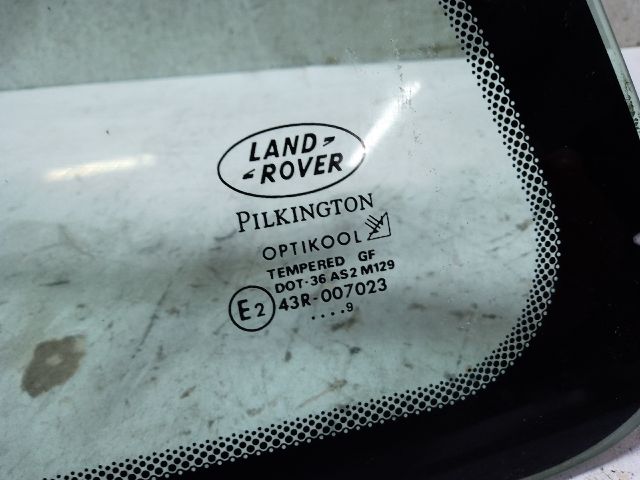 LAND
ROVER
PILKINGTON
OPTIKOOL
TEMPERED GF
DOT-36 AS2 M129
E2 43R-007023
....9